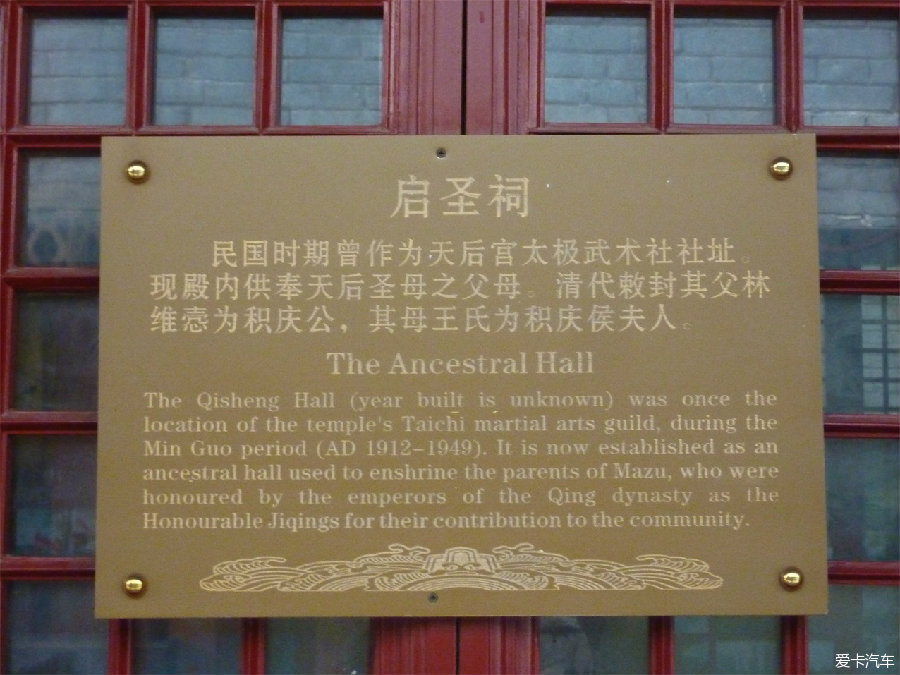 启圣祠
民国时期曾作为天后宫太极武术社社址。
现殿内供奉天后圣母之父母。清代敕封其父林
维悫为积庆公，其母王氏为积庆侯夫人。
The Ancestral Hall
The Qisheng Hall (year built is unknown) was once the
location of the temple's Taichi martial arts guild, during the
Min Guo period (AD 1912–1949). It is now established as an
ancestral hall used to enshrine the parents of Mazu, who were
honoured by the emperors of the Qing dynasty as the
Honourable Jiqings for their contribution to the community.
爱卡汽车